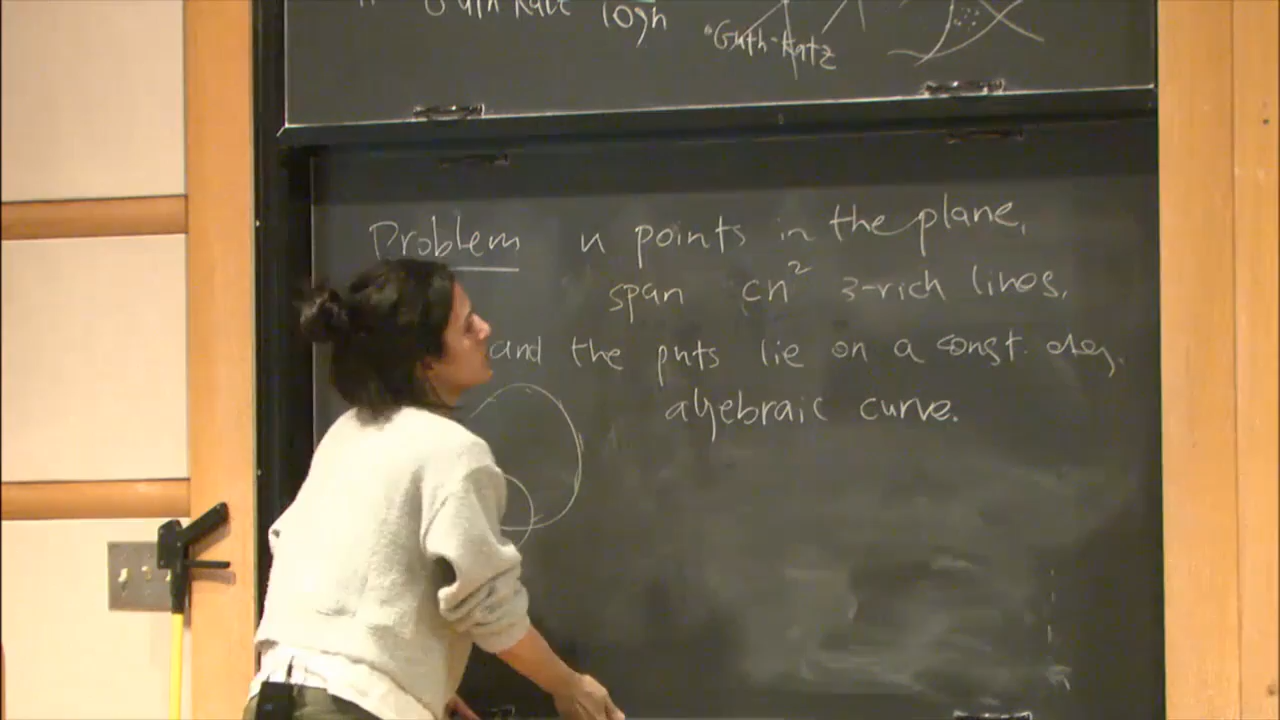 Guth Katz logn
Guth-Katz
Problem n points in the plane,
span cn² 3-rich lines,
and the pnts lie on a const. deg.
algebraic curve.